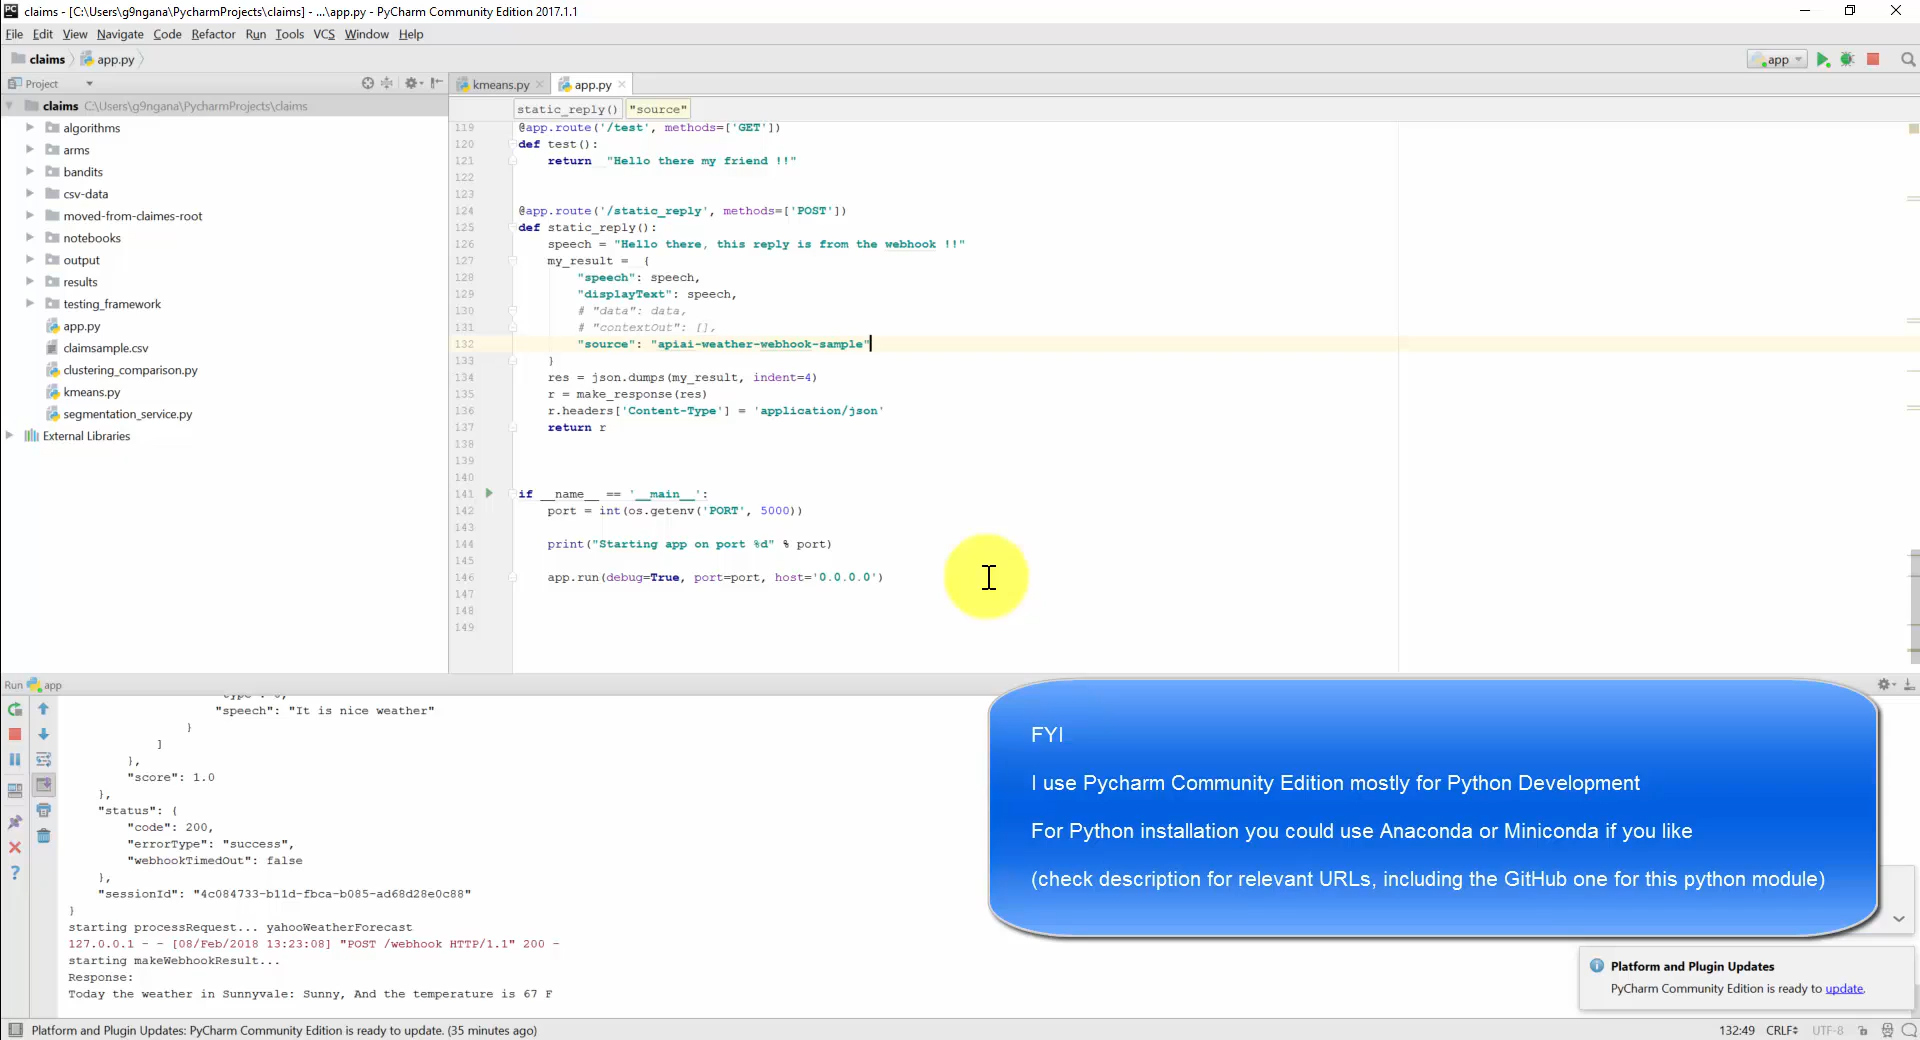 claims - [C:\Users\g9ngana\PycharmProjects\claims] - ...\app.py - PyCharm Community Edition 2017.1.1
File Edit View Navigate Code Refactor Run Tools VCS Window Help
claims app.py
app
Project
kmeans.py app.py
claims C:\Users\g9ngana\PycharmProjects\claims
algorithms
arms
bandits
csv-data
moved-from-claimes-root
notebooks
output
results
testing_framework
app.py
claimsample.csv
clustering_comparison.py
kmeans.py
segmentation_service.py
External Libraries
static_reply() "source"
119 @app.route('/test', methods=['GET'])
120 def test():
121 return "Hello there my friend !!"
122
123
124 @app.route('/static_reply', methods=['POST'])
125 def static_reply():
126 speech = "Hello there, this reply is from the webhook !!"
127 my_result = {
128 "speech": speech,
129 "displayText": speech,
130 # "data": data,
131 # "contextOut": [],
132 "source": "apiai-weather-webhook-sample"
133 }
134 res = json.dumps(my_result, indent=4)
135 r = make_response(res)
136 r.headers['Content-Type'] = 'application/json'
137 return r
138
139
140
141 if __name__ == '__main__':
142 port = int(os.getenv('PORT', 5000))
143
144 print("Starting app on port %d" % port)
145
146 app.run(debug=True, port=port, host='0.0.0.0')
147
148
149
Run app
"speech": "It is nice weather"
}
]
},
"score": 1.0
},
"status": {
"code": 200,
"errorType": "success",
"webhookTimedOut": false
},
"sessionId": "4c084733-b11d-fbca-b085-ad68d28e0c88"
}
starting processRequest... yahooWeatherForecast
127.0.0.1 - - [08/Feb/2018 13:23:08] "POST /webhook HTTP/1.1" 200 -
starting makeWebhookResult...
Response:
Today the weather in Sunnyvale: Sunny, And the temperature is 67 F
FYI
I use Pycharm Community Edition mostly for Python Development
For Python installation you could use Anaconda or Miniconda if you like
(check description for relevant URLs, including the GitHub one for this python module)
Platform and Plugin Updates
PyCharm Community Edition is ready to update.
Platform and Plugin Updates: PyCharm Community Edition is ready to update. (35 minutes ago)
132:49 CRLF UTF-8